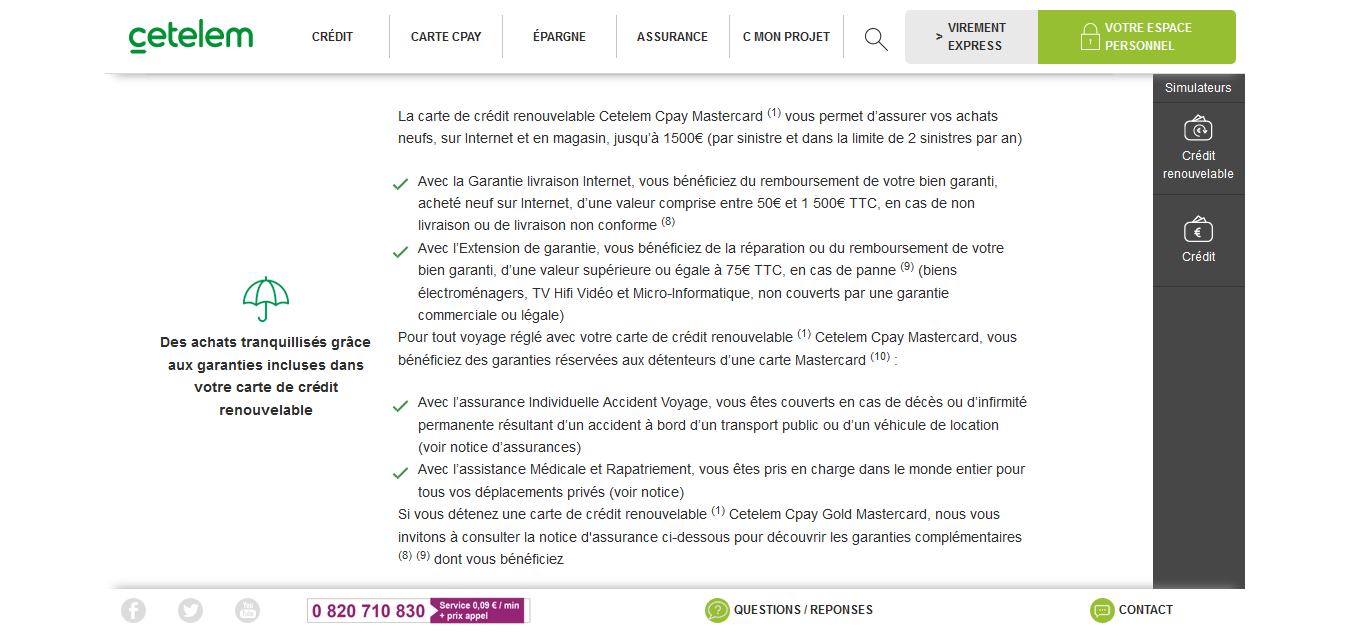 cetelem
CRÉDIT
CARTE CPAY
ÉPARGNE
ASSURANCE
C MON PROJET
> VIREMENT
EXPRESS
VOTRE ESPACE
PERSONNEL
Simulateurs
Crédit
renouvelable
€
Crédit
Des achats tranquillisés grâce
aux garanties incluses dans
votre carte de crédit
renouvelable
La carte de crédit renouvelable Cetelem Cpay Mastercard (1) vous permet d’assurer vos achats
neufs, sur Internet et en magasin, jusqu’à 1500€ (par sinistre et dans la limite de 2 sinistres par an)
Avec la Garantie livraison Internet, vous bénéficiez du remboursement de votre bien garanti,
acheté neuf sur Internet, d’une valeur comprise entre 50€ et 1 500€ TTC, en cas de non
livraison ou de livraison non conforme (8)
Avec l’Extension de garantie, vous bénéficiez de la réparation ou du remboursement de votre
bien garanti, d’une valeur supérieure ou égale à 75€ TTC, en cas de panne (9) (biens
électroménagers, TV Hifi Vidéo et Micro-Informatique, non couverts par une garantie
commerciale ou légale)
Pour tout voyage réglé avec votre carte de crédit renouvelable (1) Cetelem Cpay Mastercard, vous
bénéficiez des garanties réservées aux détenteurs d’une carte Mastercard (10) :
Avec l’assurance Individuelle Accident Voyage, vous êtes couverts en cas de décès ou d’infirmité
permanente résultant d’un accident à bord d’un transport public ou d’un véhicule de location
(voir notice d’assurances)
Avec l’assistance Médicale et Rapatriement, vous êtes pris en charge dans le monde entier pour
tous vos déplacements privés (voir notice)
Si vous détenez une carte de crédit renouvelable (1) Cetelem Cpay Gold Mastercard, nous vous
invitons à consulter la notice d'assurance ci-dessous pour découvrir les garanties complémentaires
(8) (9) dont vous bénéficiez
You Tube
0 820 710 830
Service 0,09 € / min
+ prix appel
QUESTIONS / REPONSES
CONTACT